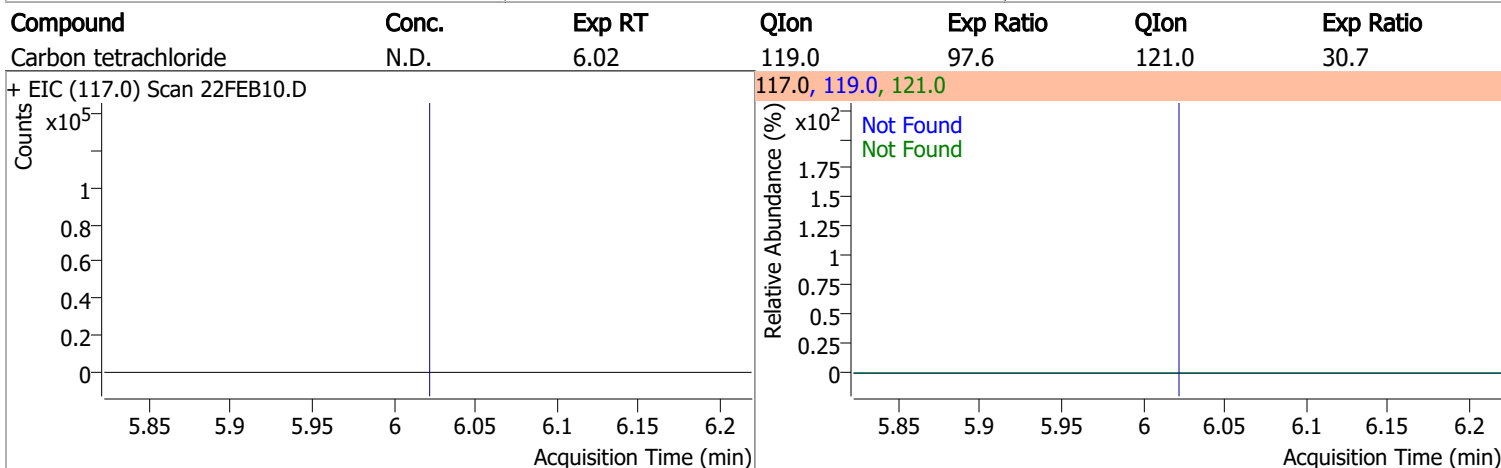 Compound Conc. Exp RT QIon Exp Ratio QIon Exp Ratio
Carbon tetrachloride N.D. 6.02 119.0 97.6 121.0 30.7
+ EIC (117.0) Scan 22FEB10.D
Counts
x10⁵
1
0.8
0.6
0.4
0.2
0
5.85 5.9 5.95 6 6.05 6.1 6.15 6.2
Acquisition Time (min)
117.0, 119.0, 121.0
Relative Abundance (%)
x10²
Not Found
Not Found
1.75
1.5
1.25
1
0.75
0.5
0.25
0
5.85 5.9 5.95 6 6.05 6.1 6.15 6.2
Acquisition Time (min)